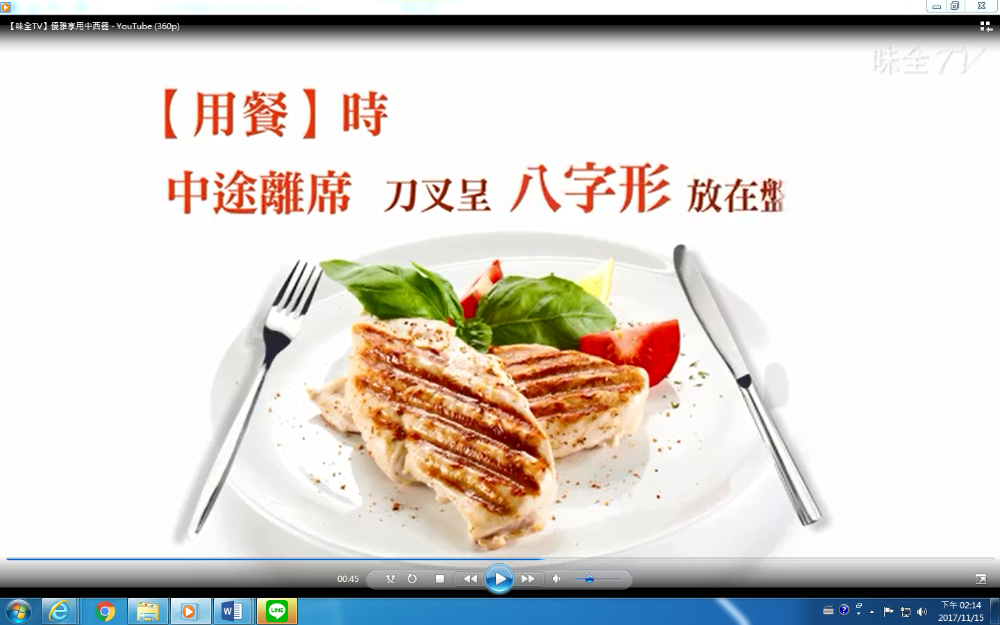 【味全TV】優雅享用中西餐 - YouTube (360p)
味全TV
【用餐】時
中途離席 刀叉呈 八字形 放在盤
00:45
W
LINE
?
下午 02:14
2017/11/15